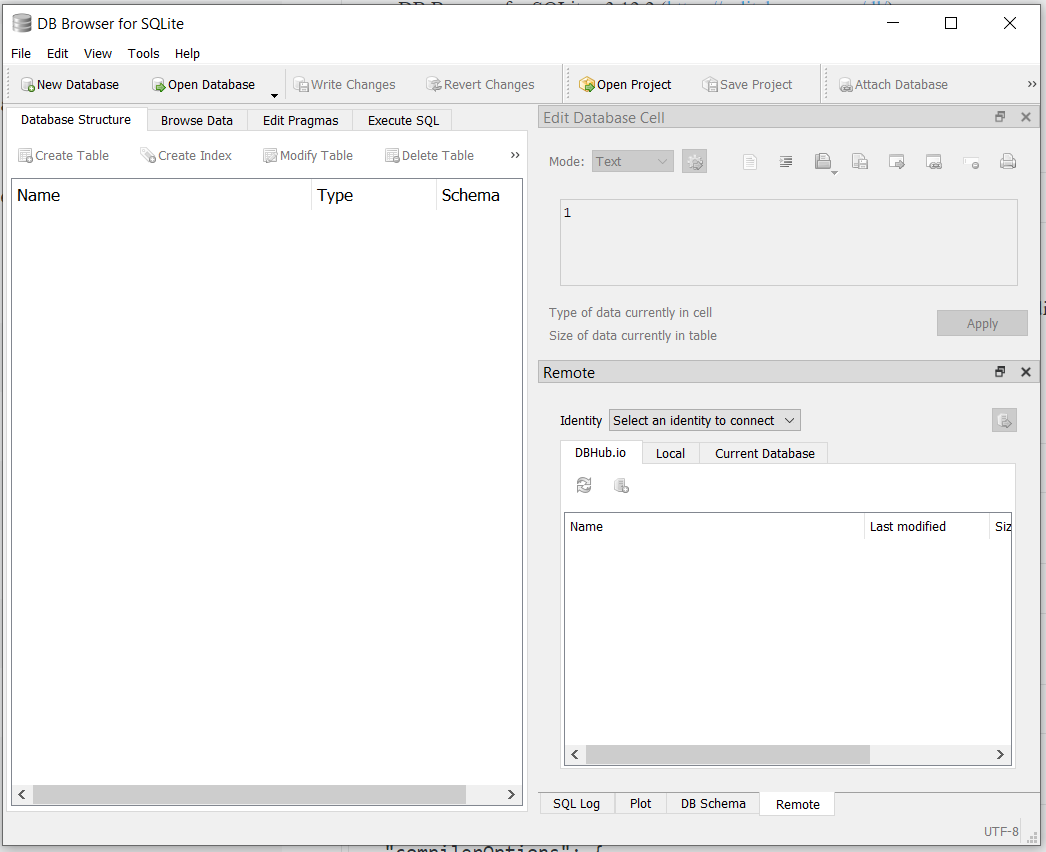 DB Browser for SQLite
File Edit View Tools Help
New Database Open Database Write Changes Revert Changes Open Project Save Project Attach Database »
Database Structure Browse Data Edit Pragmas Execute SQL
Create Table Create Index Modify Table Delete Table »
Name Type Schema
Edit Database Cell
Mode: Text
1
Type of data currently in cell
Size of data currently in table
Apply
Remote
Identity Select an identity to connect
DBHub.io Local Current Database
Name Last modified Siz
SQL Log Plot DB Schema Remote
UTF-8
"compilerOptions": {